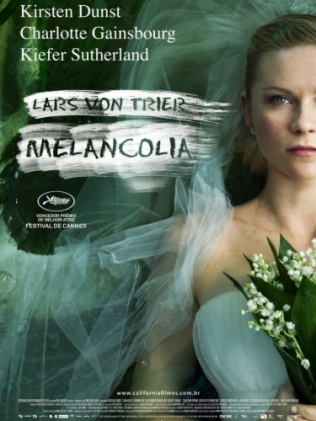 Kirsten Dunst
Charlotte Gainsbourg
Kiefer Sutherland
LARS VON TRIER
MELANCOLIA
VENCEDOR PRÊMIO
DE MELHOR ATRIZ
FESTIVAL DE CANNES
www.californiafilmes.com.br